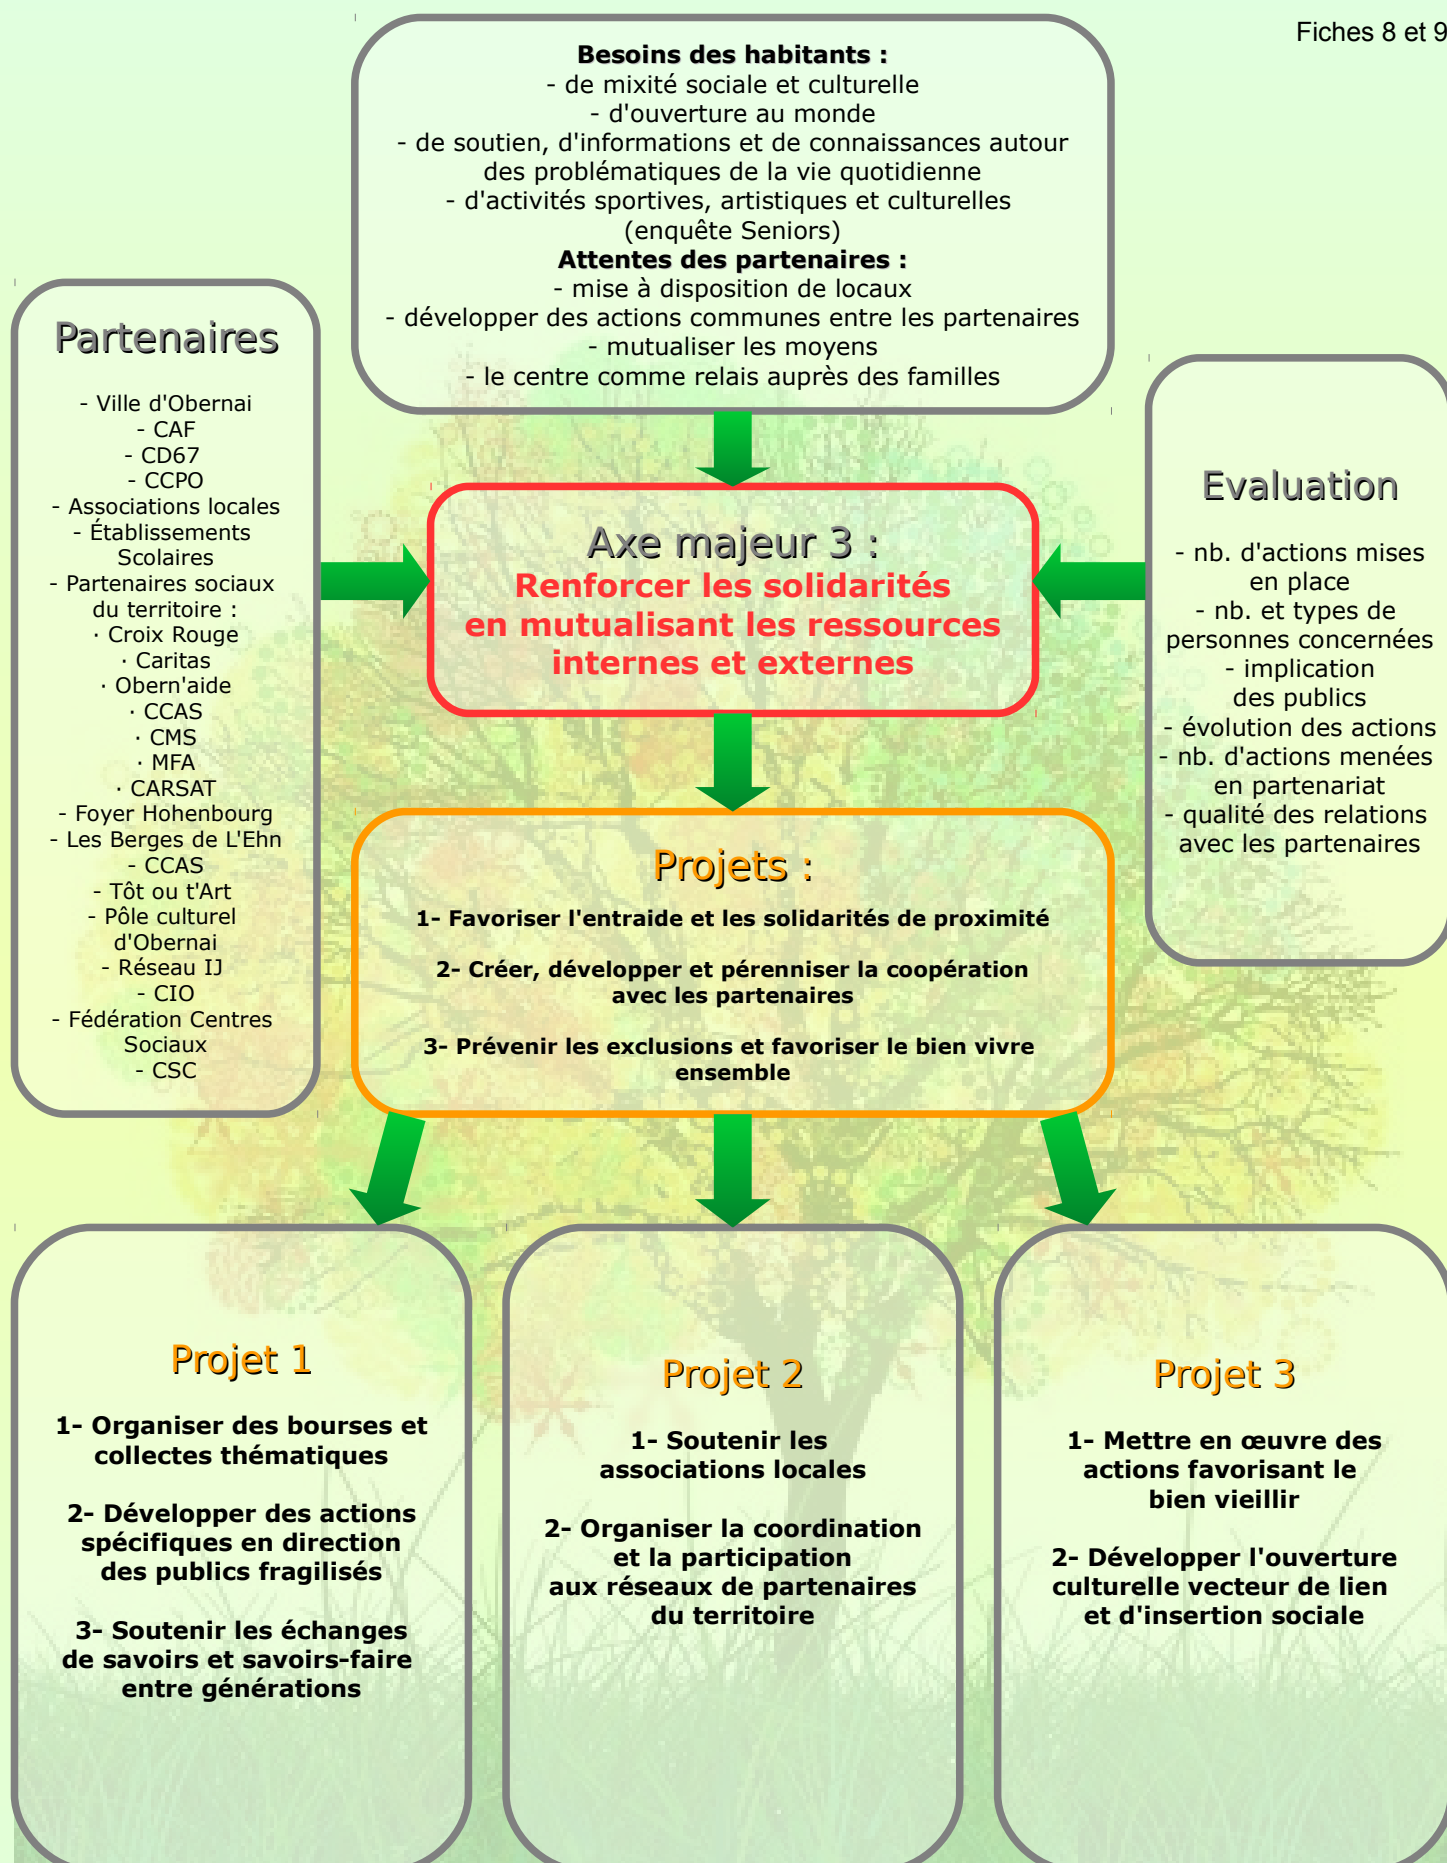 Fiches 8 et 9
Besoins des habitants :
- de mixité sociale et culturelle
- d'ouverture au monde
- de soutien, d'informations et de connaissances autour
des problématiques de la vie quotidienne
- d'activités sportives, artistiques et culturelles
(enquête Seniors)
Attentes des partenaires :
- mise à disposition de locaux
- développer des actions communes entre les partenaires
- mutualiser les moyens
- le centre comme relais auprès des familles
Partenaires
- Ville d'Obernai
- CAF
- CD67
- CCPO
- Associations locales
- Établissements
Scolaires
- Partenaires sociaux
du territoire :
· Croix Rouge
· Caritas
· Obern'aide
· CCAS
· CMS
· MFA
· CARSAT
- Foyer Hohenbourg
- Les Berges de L'Ehn
- CCAS
- Tôt ou t'Art
- Pôle culturel
d'Obernai
- Réseau IJ
- CIO
- Fédération Centres
Sociaux
- CSC
Axe majeur 3 :
Renforcer les solidarités
en mutualisant les ressources
internes et externes
Evaluation
- nb. d'actions mises
en place
- nb. et types de
personnes concernées
- implication
des publics
- évolution des actions
- nb. d'actions menées
en partenariat
- qualité des relations
avec les partenaires
Projets :
1- Favoriser l'entraide et les solidarités de proximité
2- Créer, développer et pérenniser la coopération
avec les partenaires
3- Prévenir les exclusions et favoriser le bien vivre
ensemble
Projet 1
1- Organiser des bourses et
collectes thématiques
2- Développer des actions
spécifiques en direction
des publics fragilisés
3- Soutenir les échanges
de savoirs et savoirs-faire
entre générations
Projet 2
1- Soutenir les
associations locales
2- Organiser la coordination
et la participation
aux réseaux de partenaires
du territoire
Projet 3
1- Mettre en œuvre des
actions favorisant le
bien vieillir
2- Développer l'ouverture
culturelle vecteur de lien
et d'insertion sociale